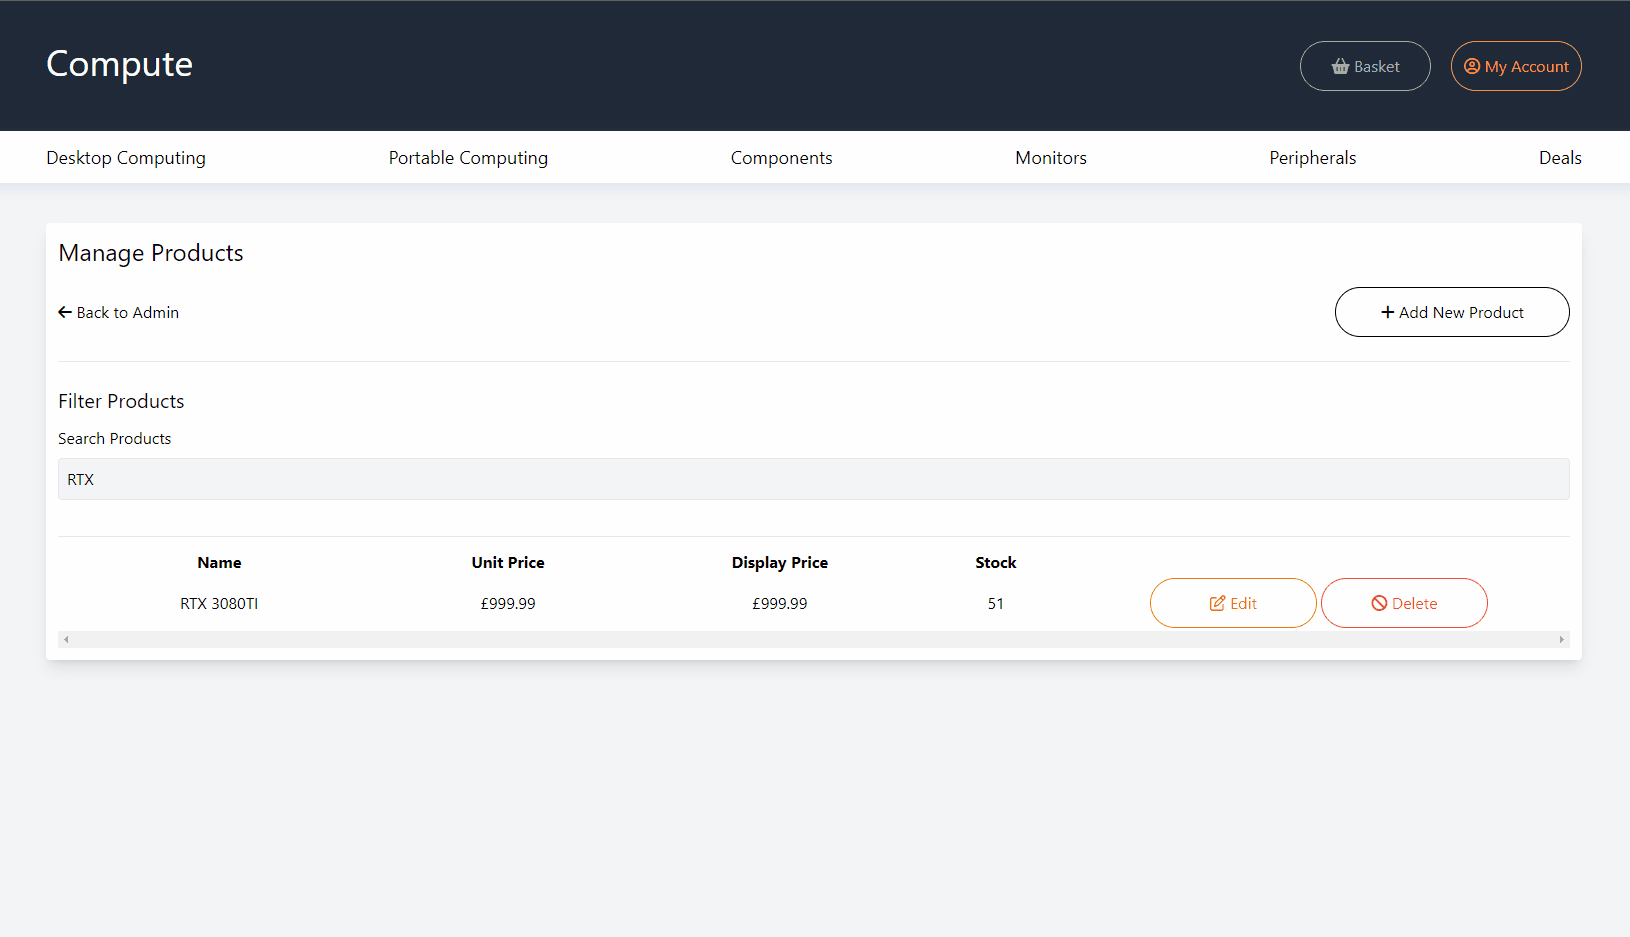 Compute
Basket
My Account
Desktop Computing
Portable Computing
Components
Monitors
Peripherals
Deals
Manage Products
Back to Admin
Add New Product
Filter Products
Search Products
RTX
Name Unit Price Display Price Stock
RTX 3080TI £999.99 £999.99 51 Edit Delete